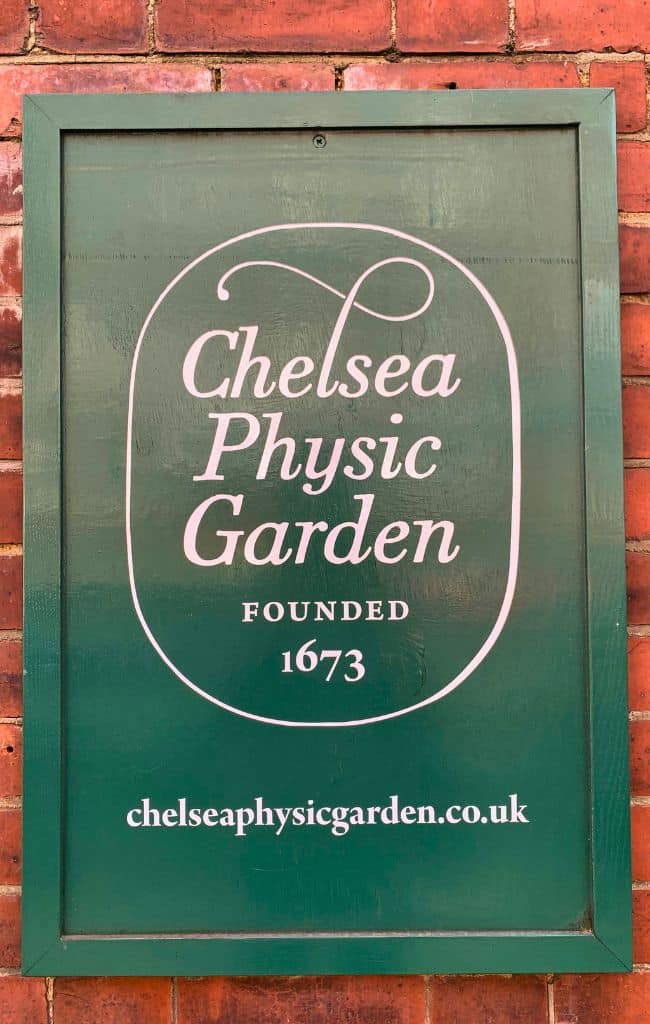 Chelsea
Physic
Garden
FOUNDED
1673
chelseaphysicgarden.co.uk